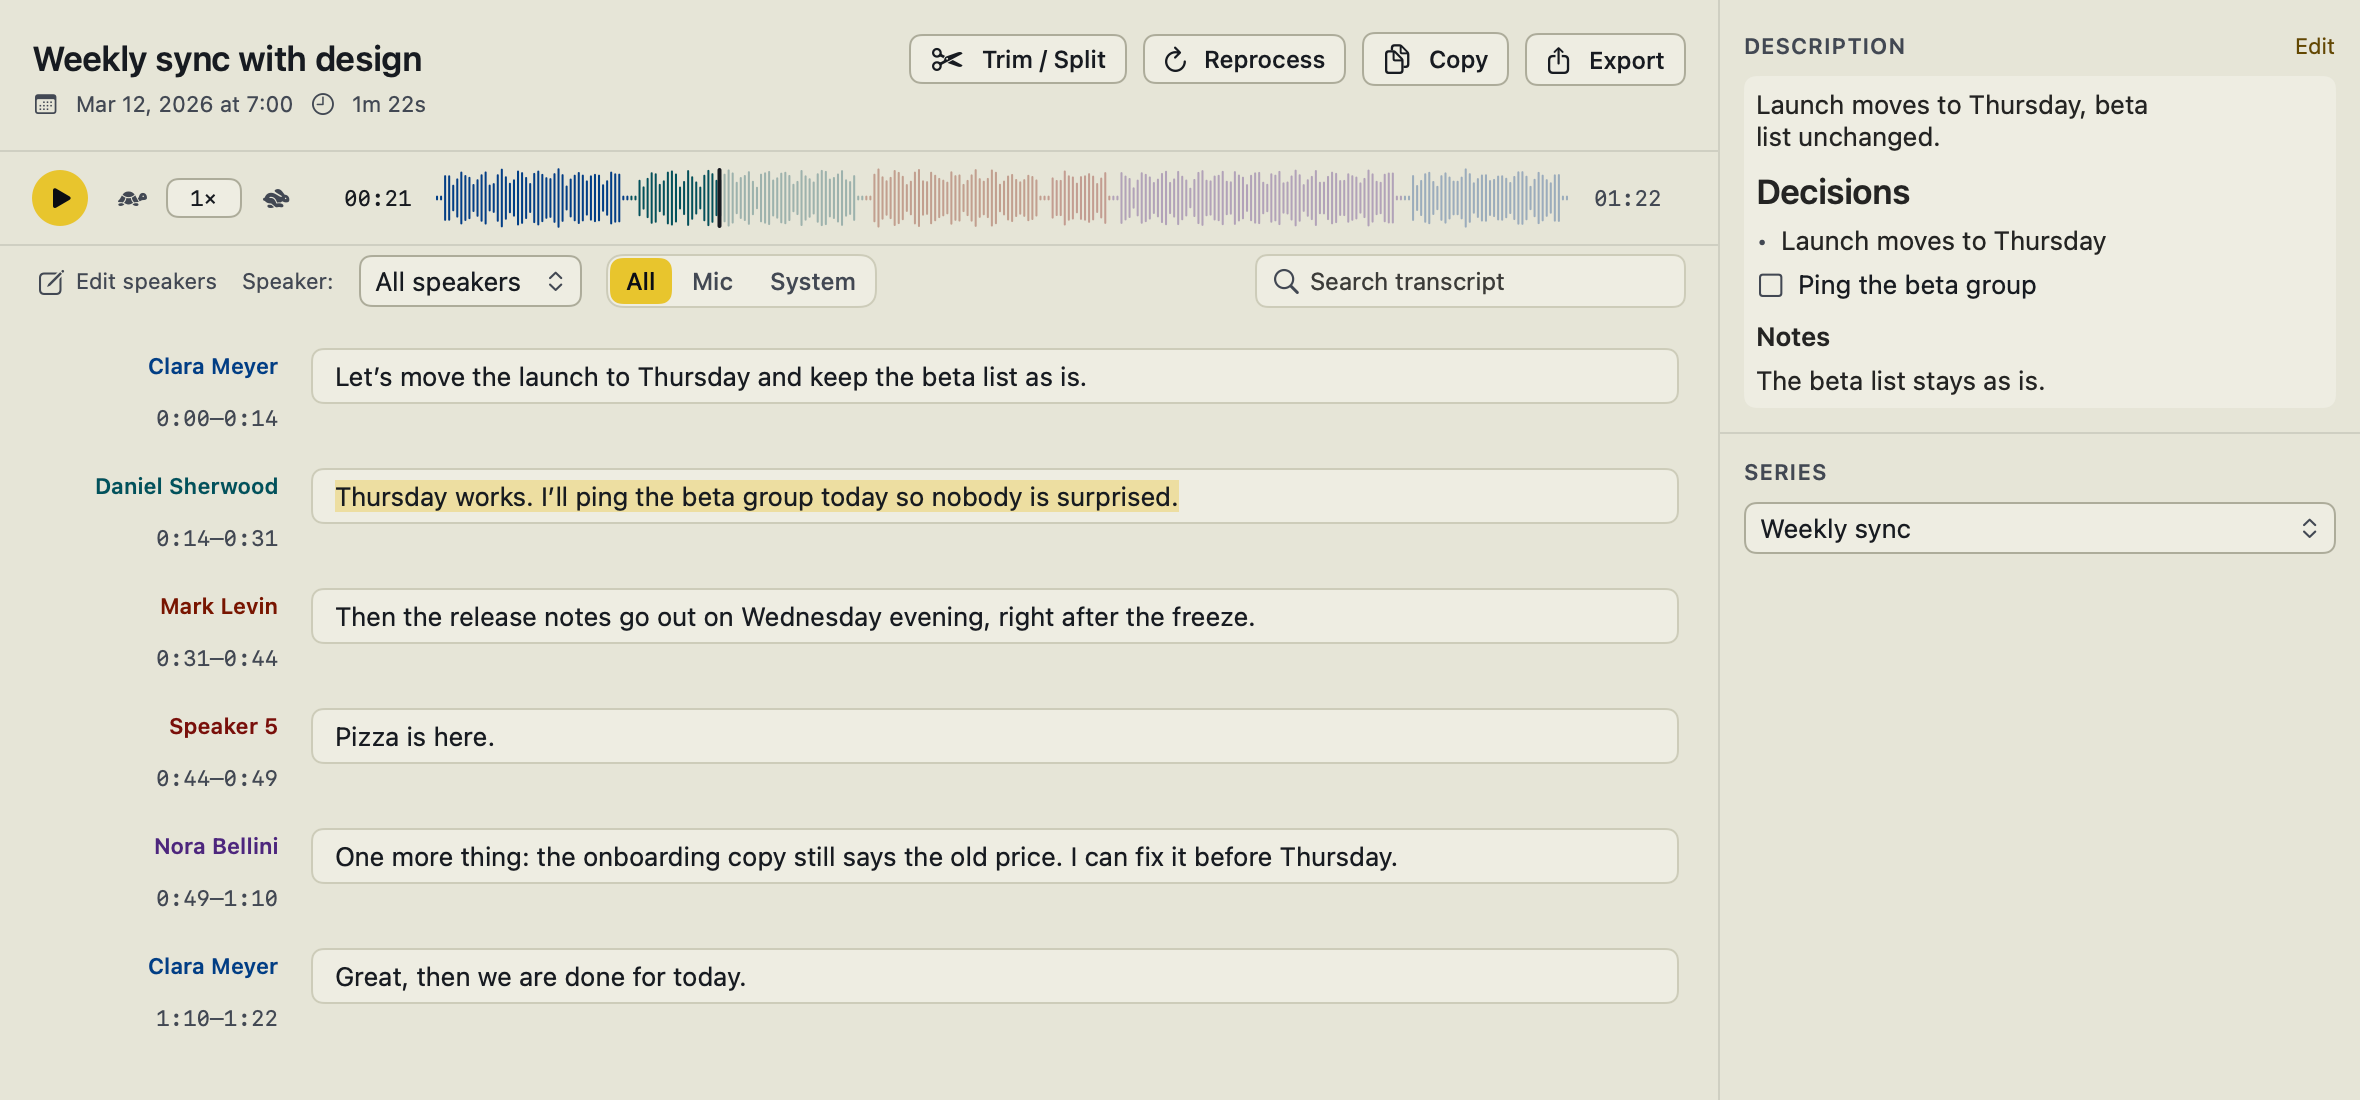 Weekly sync with design
Mar 12, 2026 at 7:00 1m 22s
Trim / Split Reprocess Copy Export
1× 00:21 01:22
Edit speakers Speaker: All speakers All Mic System Search transcript
Clara Meyer
Let’s move the launch to Thursday and keep the beta list as is.
0:00–0:14
Daniel Sherwood
Thursday works. I’ll ping the beta group today so nobody is surprised.
0:14–0:31
Mark Levin
Then the release notes go out on Wednesday evening, right after the freeze.
0:31–0:44
Speaker 5
Pizza is here.
0:44–0:49
Nora Bellini
One more thing: the onboarding copy still says the old price. I can fix it before Thursday.
0:49–1:10
Clara Meyer
Great, then we are done for today.
1:10–1:22
DESCRIPTION Edit
Launch moves to Thursday, beta
list unchanged.
Decisions
• Launch moves to Thursday
Ping the beta group
Notes
The beta list stays as is.
SERIES
Weekly sync